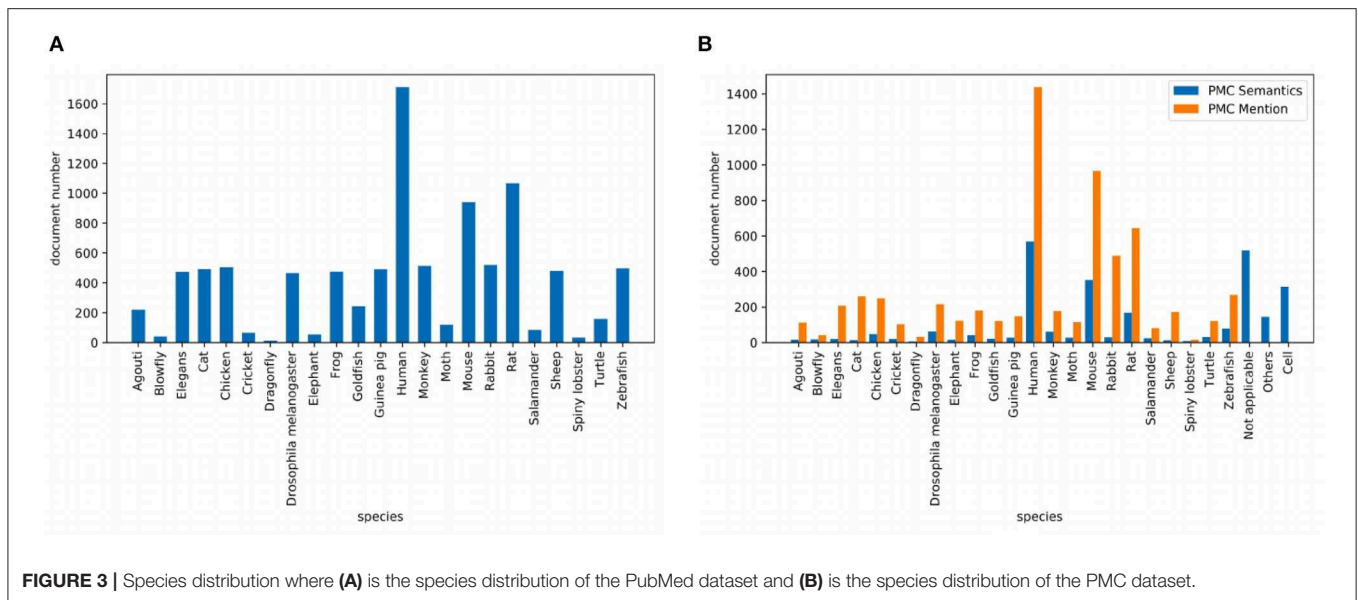 A
1600
1400
1200
1000
800
600
400
200
0
document number
Agouti
Blowfly
Elegans
Cat
Chicken
Cricket
Dragonfly
Drosophila melanogaster
Elephant
Frog
Goldfish
Guinea pig
Human
Monkey
Moth
Mouse
Rabbit
Rat
Salamander
Sheep
Spiny lobster
Turtle
Zebrafish
species
B
PMC Semantics
PMC Mention
1400
1200
1000
800
600
400
200
0
document number
Agouti
Blowfly
Elegans
Cat
Chicken
Cricket
Dragonfly
Drosophila melanogaster
Elephant
Frog
Goldfish
Guinea pig
Human
Monkey
Moth
Mouse
Rabbit
Rat
Salamander
Sheep
Spiny lobster
Turtle
Zebrafish
Not applicable
Others
Cell
species
FIGURE 3 | Species distribution where (A) is the species distribution of the PubMed dataset and (B) is the species distribution of the PMC dataset.